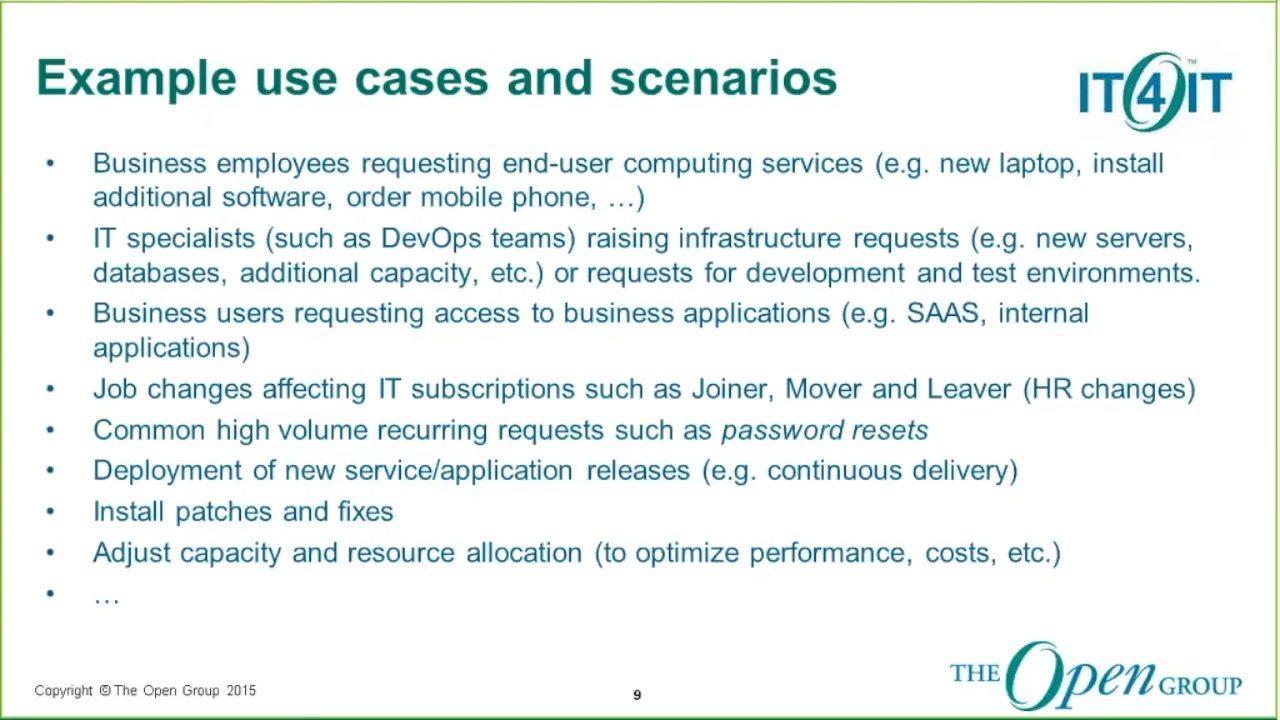 Example use cases and scenarios
IT4IT™
• Business employees requesting end-user computing services (e.g. new laptop, install
additional software, order mobile phone, …)
• IT specialists (such as DevOps teams) raising infrastructure requests (e.g. new servers,
databases, additional capacity, etc.) or requests for development and test environments.
• Business users requesting access to business applications (e.g. SAAS, internal
applications)
• Job changes affecting IT subscriptions such as Joiner, Mover and Leaver (HR changes)
• Common high volume recurring requests such as password resets
• Deployment of new service/application releases (e.g. continuous delivery)
• Install patches and fixes
• Adjust capacity and resource allocation (to optimize performance, costs, etc.)
• …
Copyright © The Open Group 2015
9
THE Open GROUP